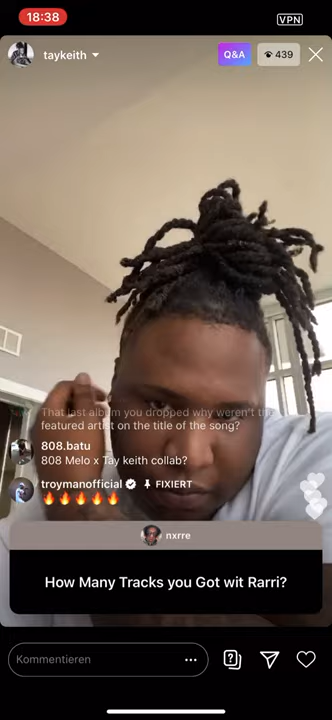 18:38
VPN
taykeith
Q&A
439
That last album you dropped why weren't the
featured artist on the title of the song?
808.batu
808 Melo x Tay keith collab?
troymanofficial FIXIERT
nxrre
How Many Tracks you Got wit Rarri?
Kommentieren